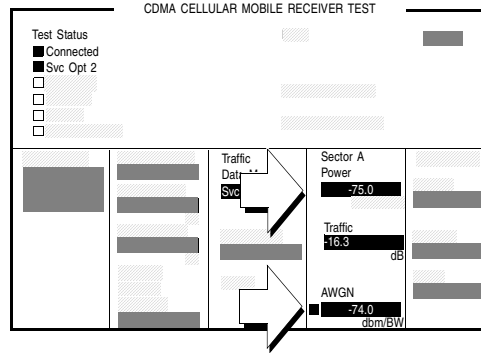 CDMA CELLULAR MOBILE RECEIVER TEST
Test Status
Connected
Svc Opt 2
Traffic
Svc
Sector A
Power
-75.0
Traffic
-16.3
dB
AWGN
-74.0
dbm/BW